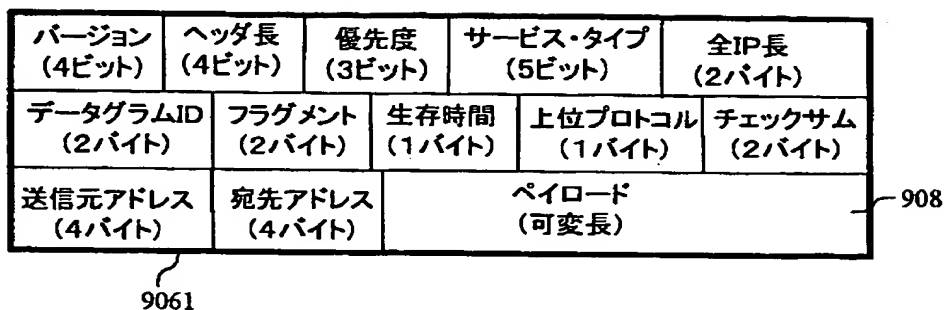 バージョン
(4ビット)
ヘッダ長
(4ビット)
優先度
(3ビット)
サービス・タイプ
(5ビット)
全IP長
(2バイト)
データグラムID
(2バイト)
フラグメント
(2バイト)
生存時間
(1バイト)
上位プロトコル
(1バイト)
チェックサム
(2バイト)
送信元アドレス
(4バイト)
宛先アドレス
(4バイト)
ペイロード
(可変長)
908
9061